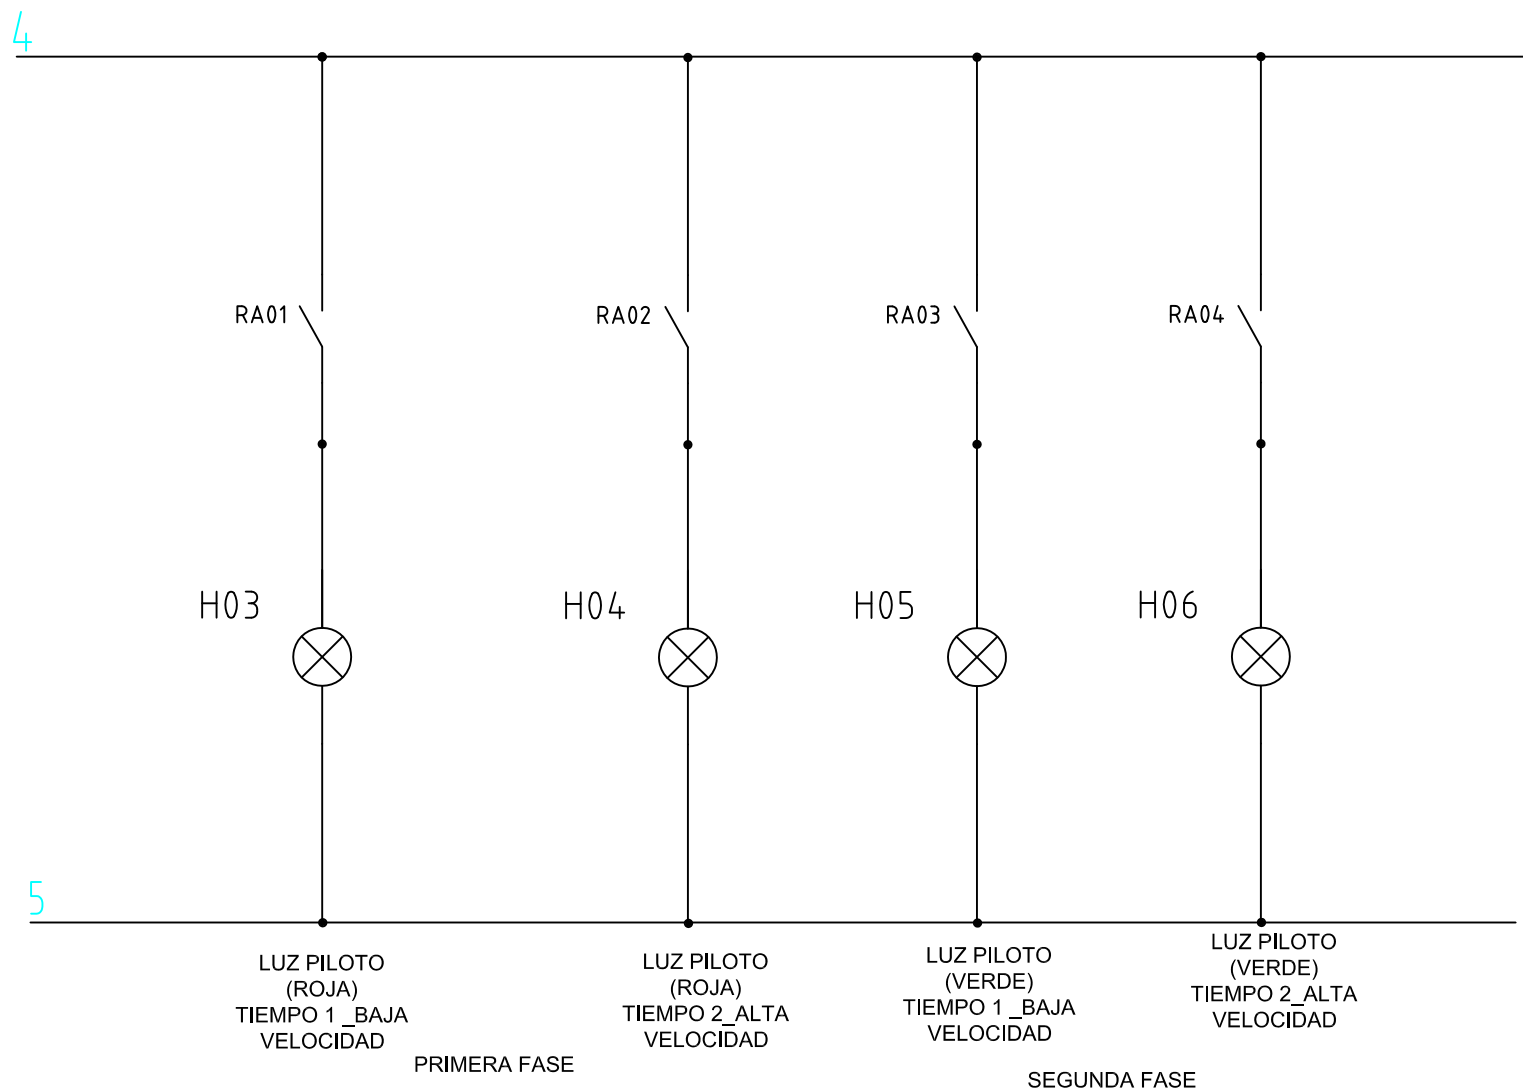 4
RA01
RA02
RA03
RA04
H03
H04
H05
H06
5
LUZ PILOTO
(ROJA)
TIEMPO 1 _BAJA
VELOCIDAD
LUZ PILOTO
(ROJA)
TIEMPO 2_ALTA
VELOCIDAD
LUZ PILOTO
(VERDE)
TIEMPO 1 _BAJA
VELOCIDAD
LUZ PILOTO
(VERDE)
TIEMPO 2_ALTA
VELOCIDAD
PRIMERA FASE
SEGUNDA FASE